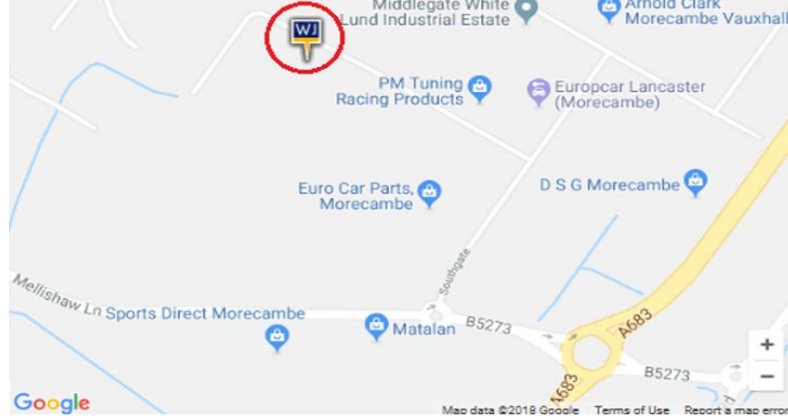 Middlegate White
Lund Industrial Estate
Arnold Clark
Morecambe Vauxhall
WJ
PM Tuning
Racing Products
Europcar Lancaster
(Morecambe)
Euro Car Parts,
Morecambe
D S G Morecambe
Southgate
Mellishaw Ln
Sports Direct Morecambe
Matalan
B5273
A683
B5273
A683
+
−
Google
Map data ©2018 Google
Terms of Use
Report a map error